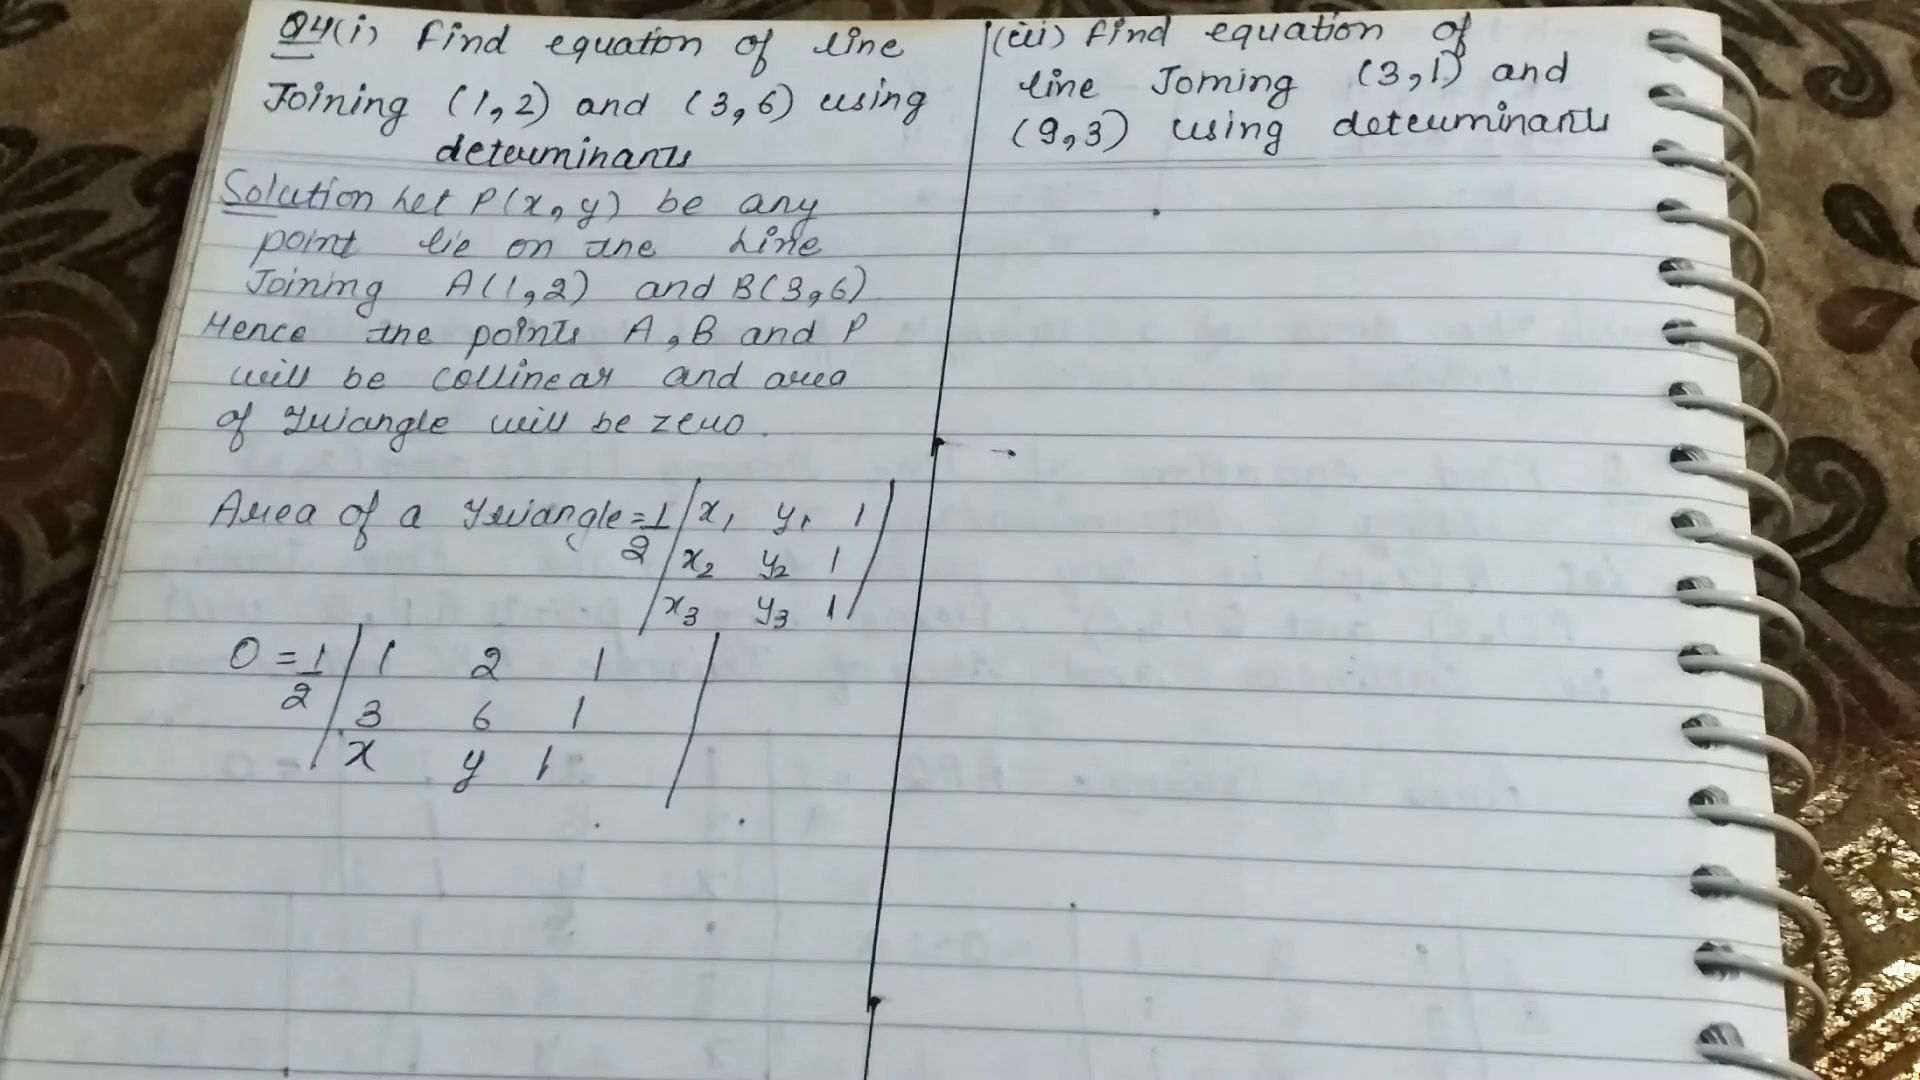 Q4(i) Find equation of line
Joining (1,2) and (3,6) using
determinants
Solution Let P(x,y) be any
point lie on the Line
Joining A(1,2) and B(3,6)
Hence the points A,B and P
will be collinear and area
of triangle will be zero.
Area of a triangle = 1/2 | x₁ y₁ 1 |
| x₂ y₂ 1 |
| x₃ y₃ 1 |
0 = 1/2 | 1 2 1 |
| 3 6 1 |
| x y 1 |
(iii) Find equation of
line Joining (3,1) and
(9,3) using determinants